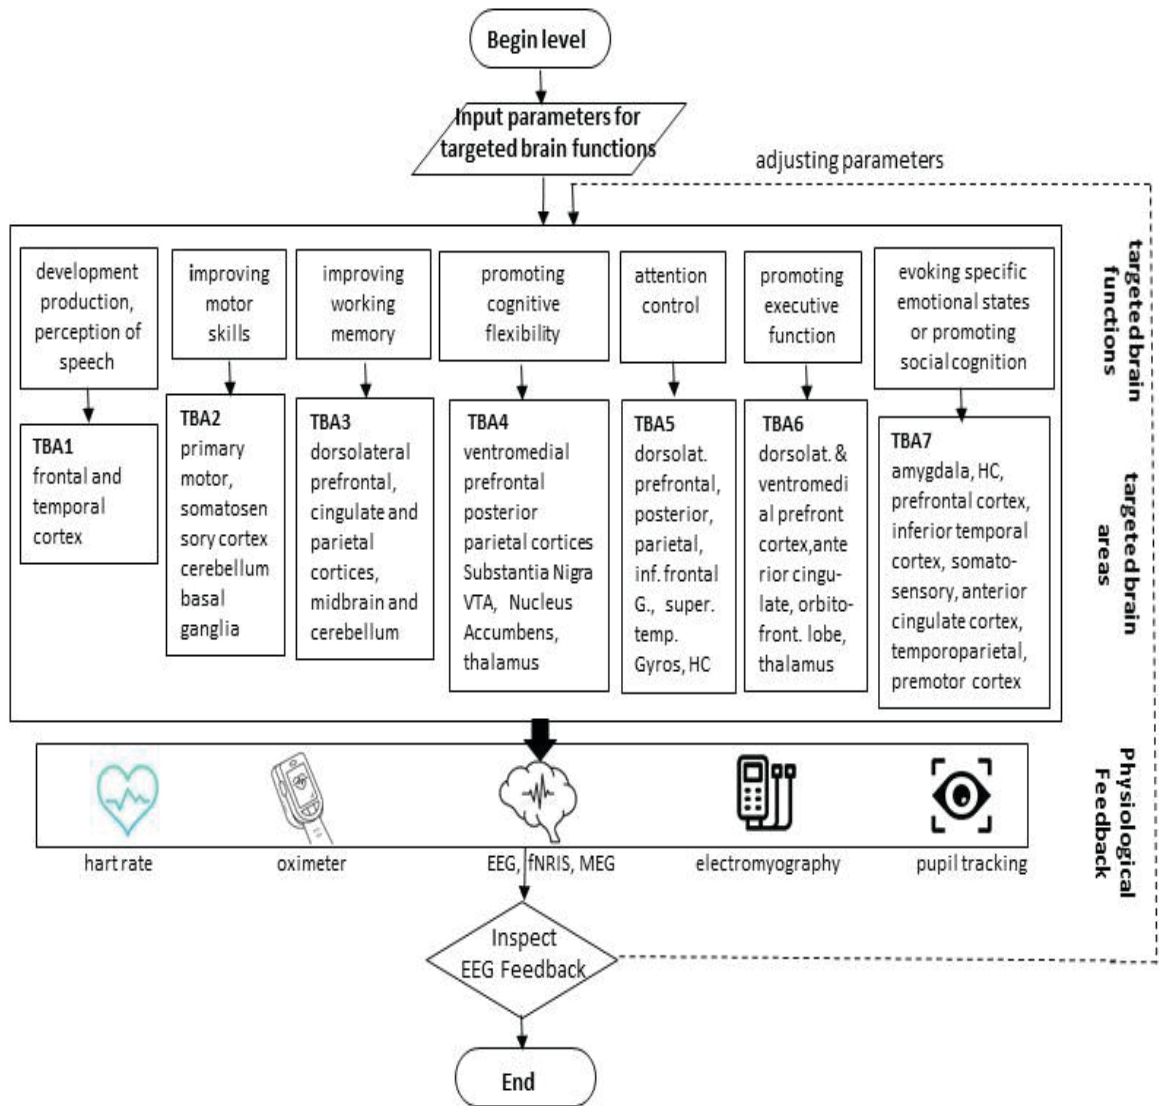 Begin level
Input parameters for
targeted brain functions
adjusting parameters
development
production,
perception of
speech
improving
motor
skills
improving
working
memory
promoting
cognitive
flexibility
attention
control
promoting
executive
function
evoking specific
emotional states
or promoting
social cognition
targeted brain
functions
TBA1
frontal and
temporal
cortex
TBA2
primary
motor,
somatosen
sory cortex
cerebellum
basal
ganglia
TBA3
dorsolateral
prefrontal,
cingulate and
parietal
cortices,
midbrain and
cerebellum
TBA4
ventromedial
prefrontal
posterior
parietal cortices
Substantia Nigra
VTA, Nucleus
Accumbens,
thalamus
TBA5
dorsolat.
prefrontal,
posterior,
parietal,
inf. frontal
G., super.
temp.
Gyros, HC
TBA6
dorsolat. &
ventromedi
al prefront
cortex,ante
rior cingu-
late, orbito-
front. lobe,
thalamus
TBA7
amygdala, HC,
prefrontal cortex,
inferior temporal
cortex, somato-
sensory, anterior
cingulate cortex,
temporoparietal,
premotor cortex
targeted brain
areas
hart rate
oximeter
EEG, fNRIS, MEG
electromyography
pupil tracking
Physiological
Feedback
Inspect
EEG Feedback
End